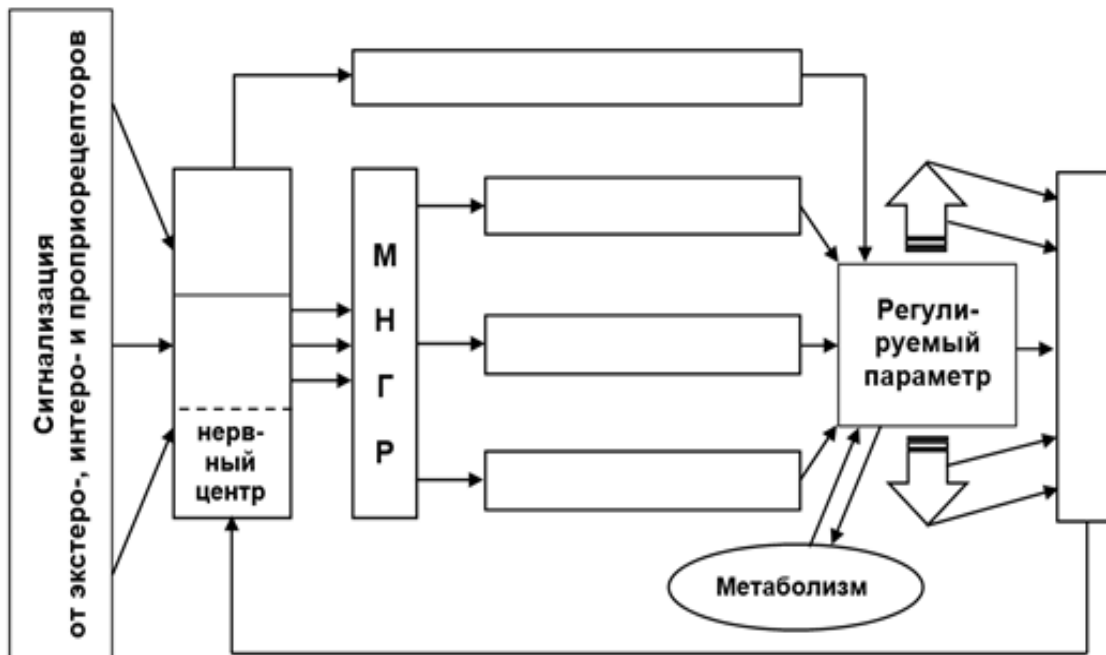 Сигнализация
от экстеро-, интеро- и проприорецепторов
нерв-
ный
центр
М
Н
Г
Р
Регули-
руемый
параметр
Метаболизм